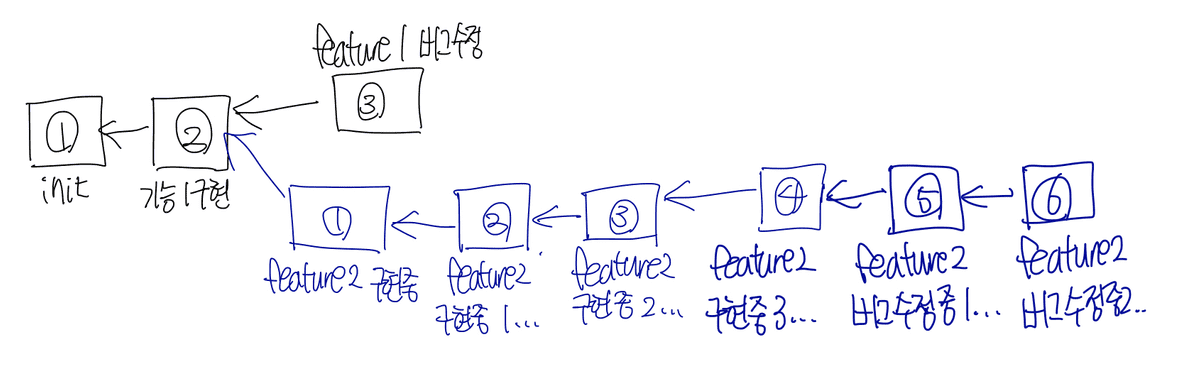 feature1 버그수정
① ② ③
init
기능1구현
① ② ③ ④ ⑤ ⑥
feature2 구현중
feature2
구현중 1...
feature2
구현중 2...
feature2
구현중 3...
feature2
버그수정중1...
feature2
버그수정중2..